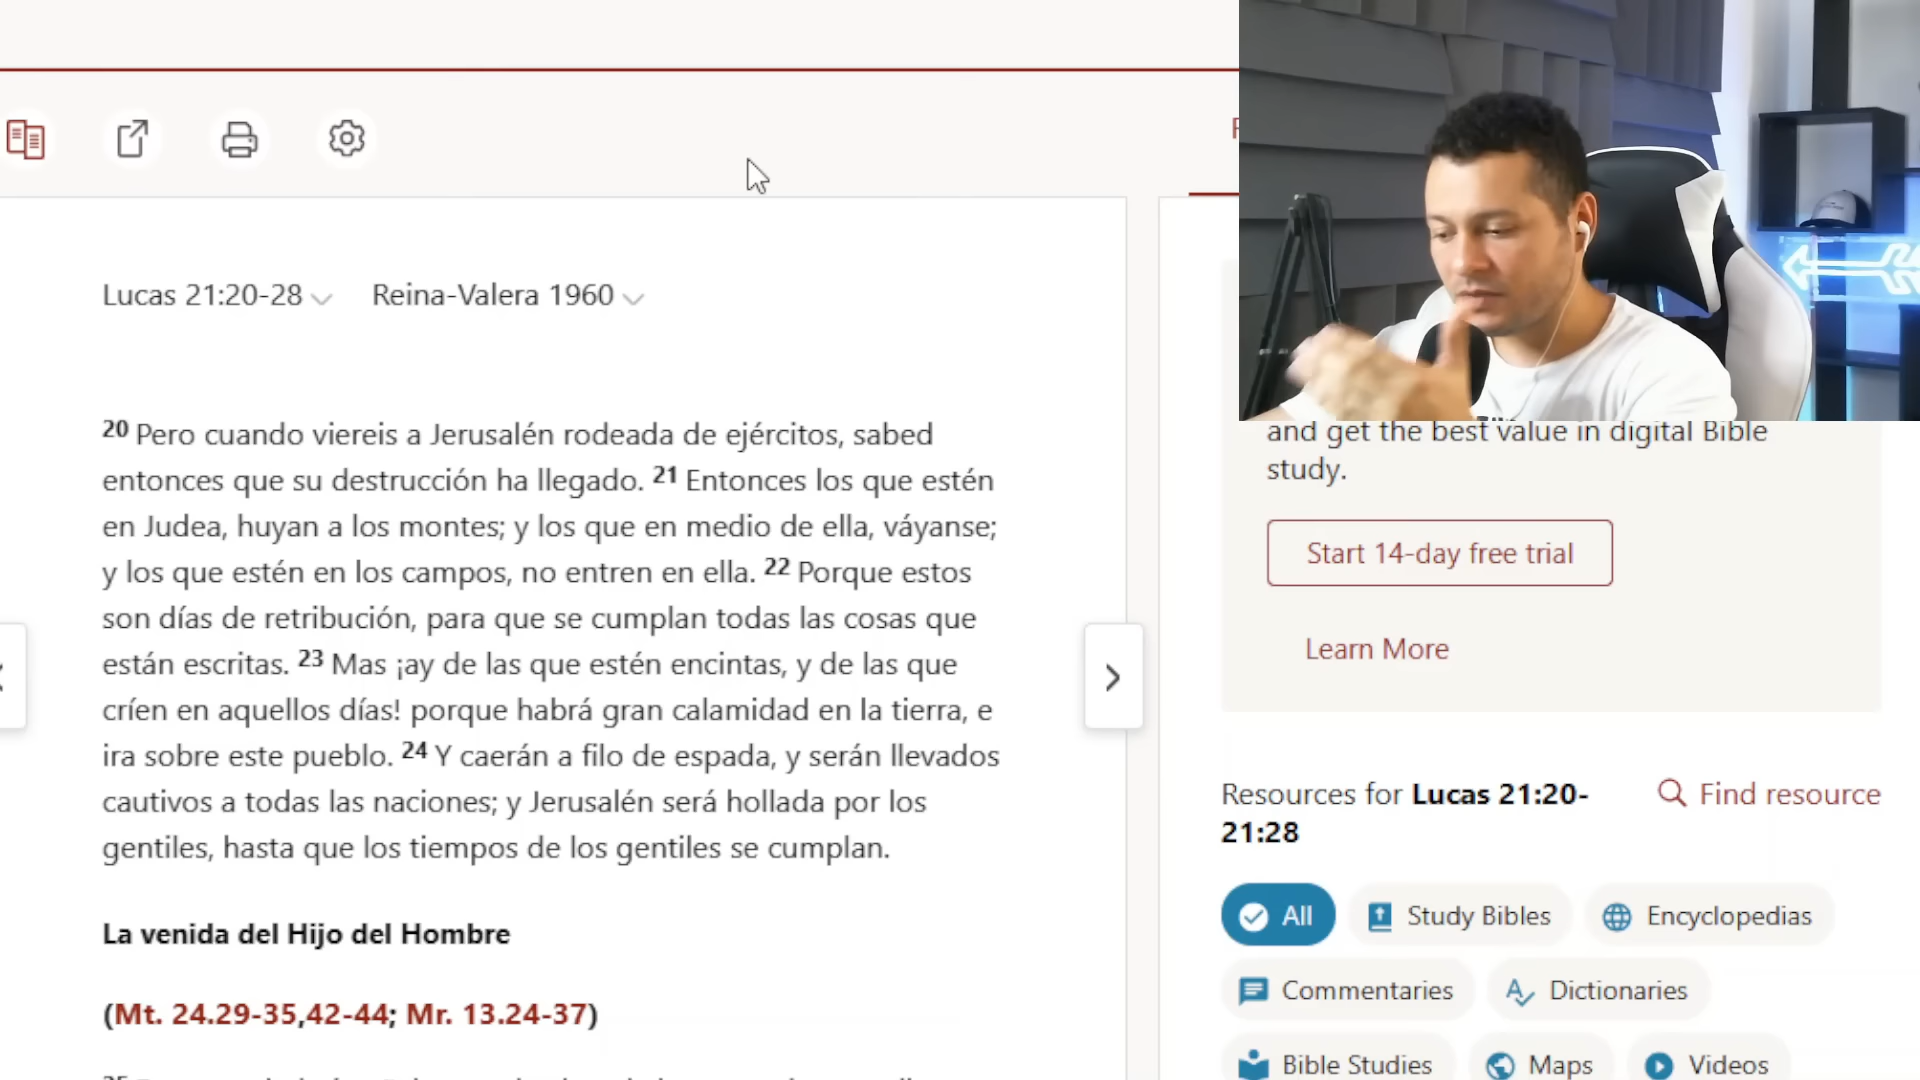 Lucas 21:20-28 Reina-Valera 1960
20 Pero cuando viereis a Jerusalén rodeada de ejércitos, sabed
entonces que su destrucción ha llegado. 21 Entonces los que estén
en Judea, huyan a los montes; y los que en medio de ella, váyanse;
y los que estén en los campos, no entren en ella. 22 Porque estos
son días de retribución, para que se cumplan todas las cosas que
están escritas. 23 Mas ¡ay de las que estén encintas, y de las que
críen en aquellos días! porque habrá gran calamidad en la tierra, e
ira sobre este pueblo. 24 Y caerán a filo de espada, y serán llevados
cautivos a todas las naciones; y Jerusalén será hollada por los
gentiles, hasta que los tiempos de los gentiles se cumplan.
La venida del Hijo del Hombre
(Mt. 24.29-35,42-44; Mr. 13.24-37)
and get the best value in digital Bible
study.
Start 14-day free trial
Learn More
Resources for Lucas 21:20-
21:28
Find resource
All Study Bibles Encyclopedias
Commentaries Dictionaries
Bible Studies Maps Videos